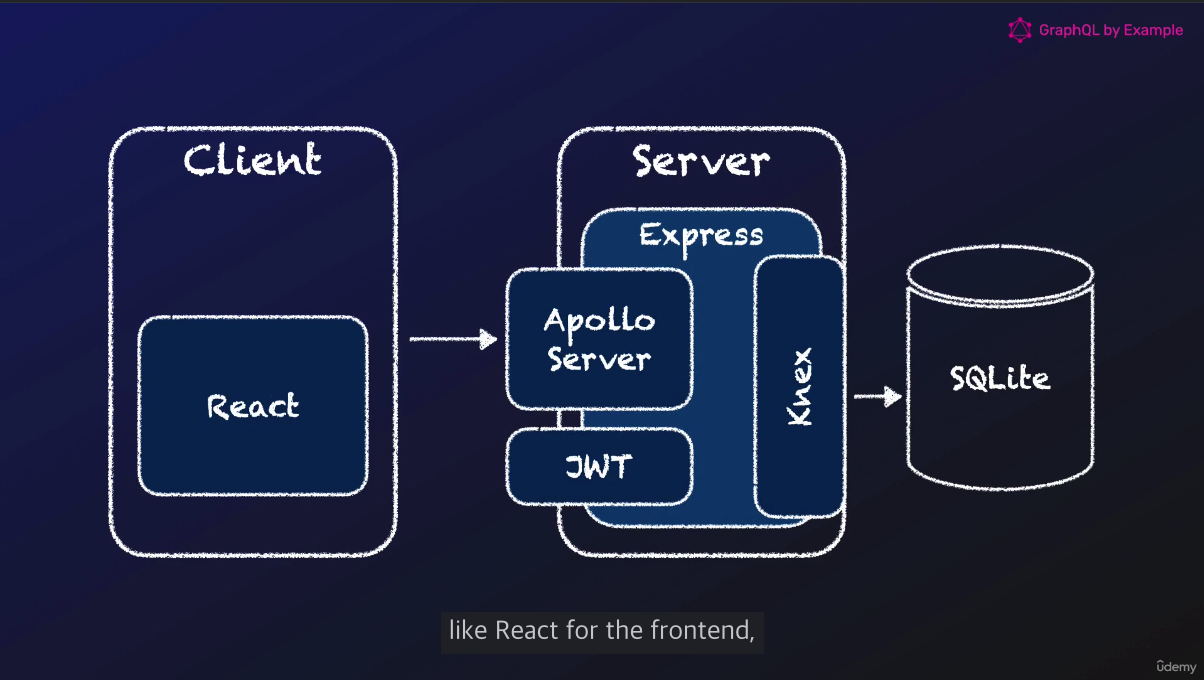 GraphQL by Example
Client
React
Server
Express
Apollo
Server
JWT
Knex
SQLite
like React for the frontend,
ûdemy